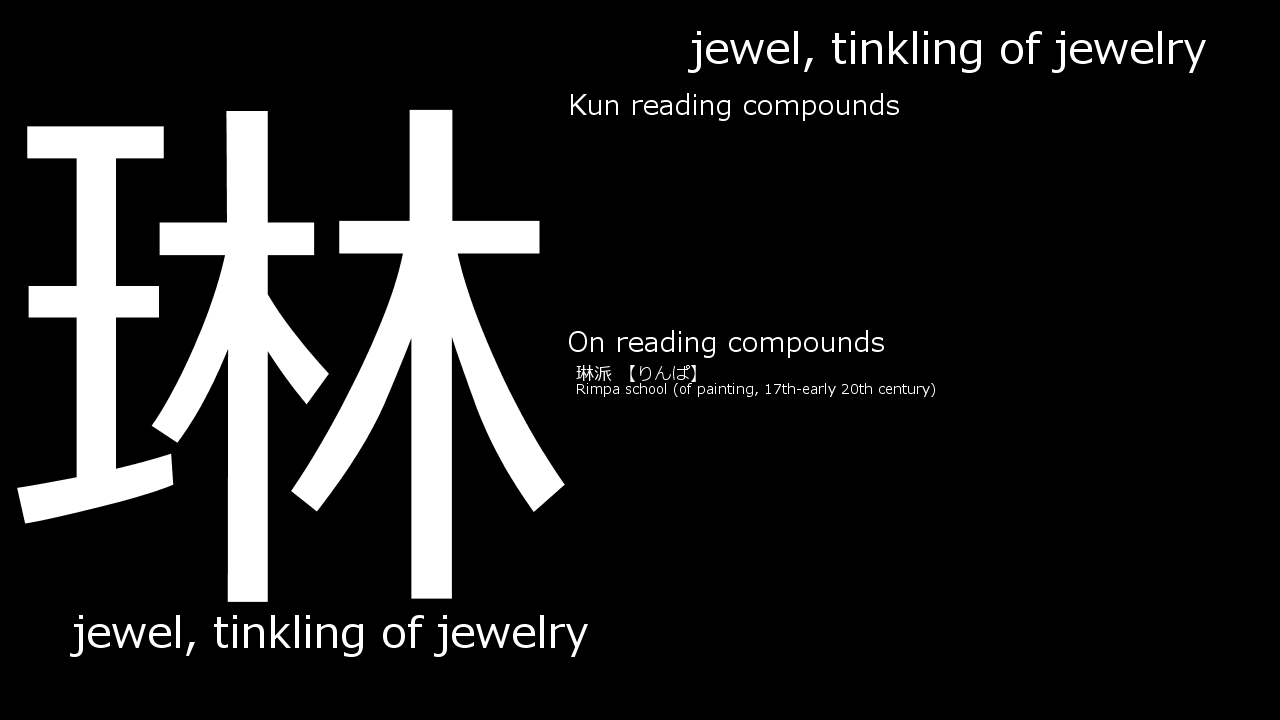 jewel, tinkling of jewelry
Kun reading compounds
琳
On reading compounds
琳派 【りんぱ】
Rimpa school (of painting, 17th-early 20th century)
jewel, tinkling of jewelry